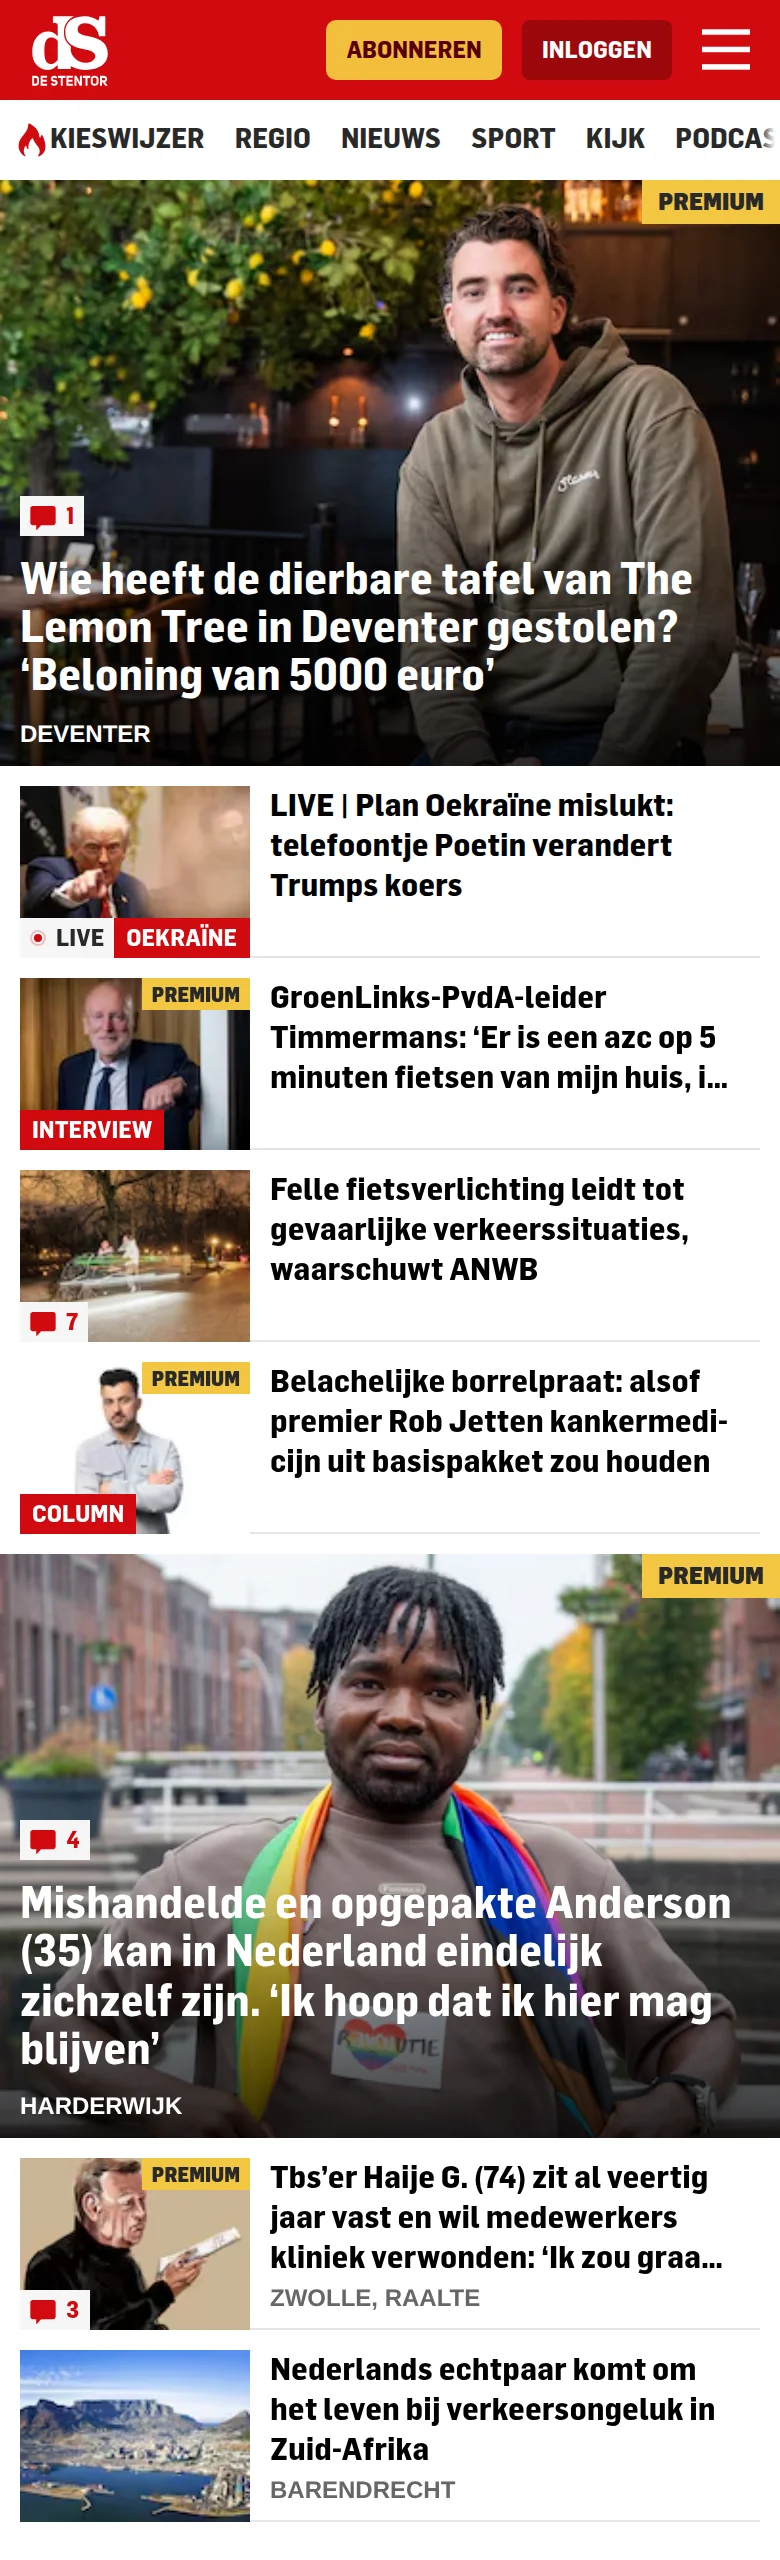 dS
DE STENTOR
ABONNEREN
INLOGGEN
KIESWIJZER REGIO NIEUWS SPORT KIJK PODCAS
PREMIUM
1
Wie heeft de dierbare tafel van The
Lemon Tree in Deventer gestolen?
‘Beloning van 5000 euro’
DEVENTER
LIVE OEKRAÏNE
LIVE | Plan Oekraïne mislukt:
telefoontje Poetin verandert
Trumps koers
PREMIUM
INTERVIEW
GroenLinks-PvdA-leider
Timmermans: ‘Er is een azc op 5
minuten fietsen van mijn huis, i...
7
Felle fietsverlichting leidt tot
gevaarlijke verkeerssituaties,
waarschuwt ANWB
PREMIUM
COLUMN
Belachelijke borrelpraat: alsof
premier Rob Jetten kankermedi-
cijn uit basispakket zou houden
PREMIUM
4
Mishandelde en opgepakte Anderson
(35) kan in Nederland eindelijk
zichzelf zijn. ‘Ik hoop dat ik hier mag
blijven’
HARDERWIJK
PREMIUM
3
Tbs’er Haije G. (74) zit al veertig
jaar vast en wil medewerkers
kliniek verwonden: ‘Ik zou graa...
ZWOLLE, RAALTE
Nederlands echtpaar komt om
het leven bij verkeersongeluk in
Zuid-Afrika
BARENDRECHT